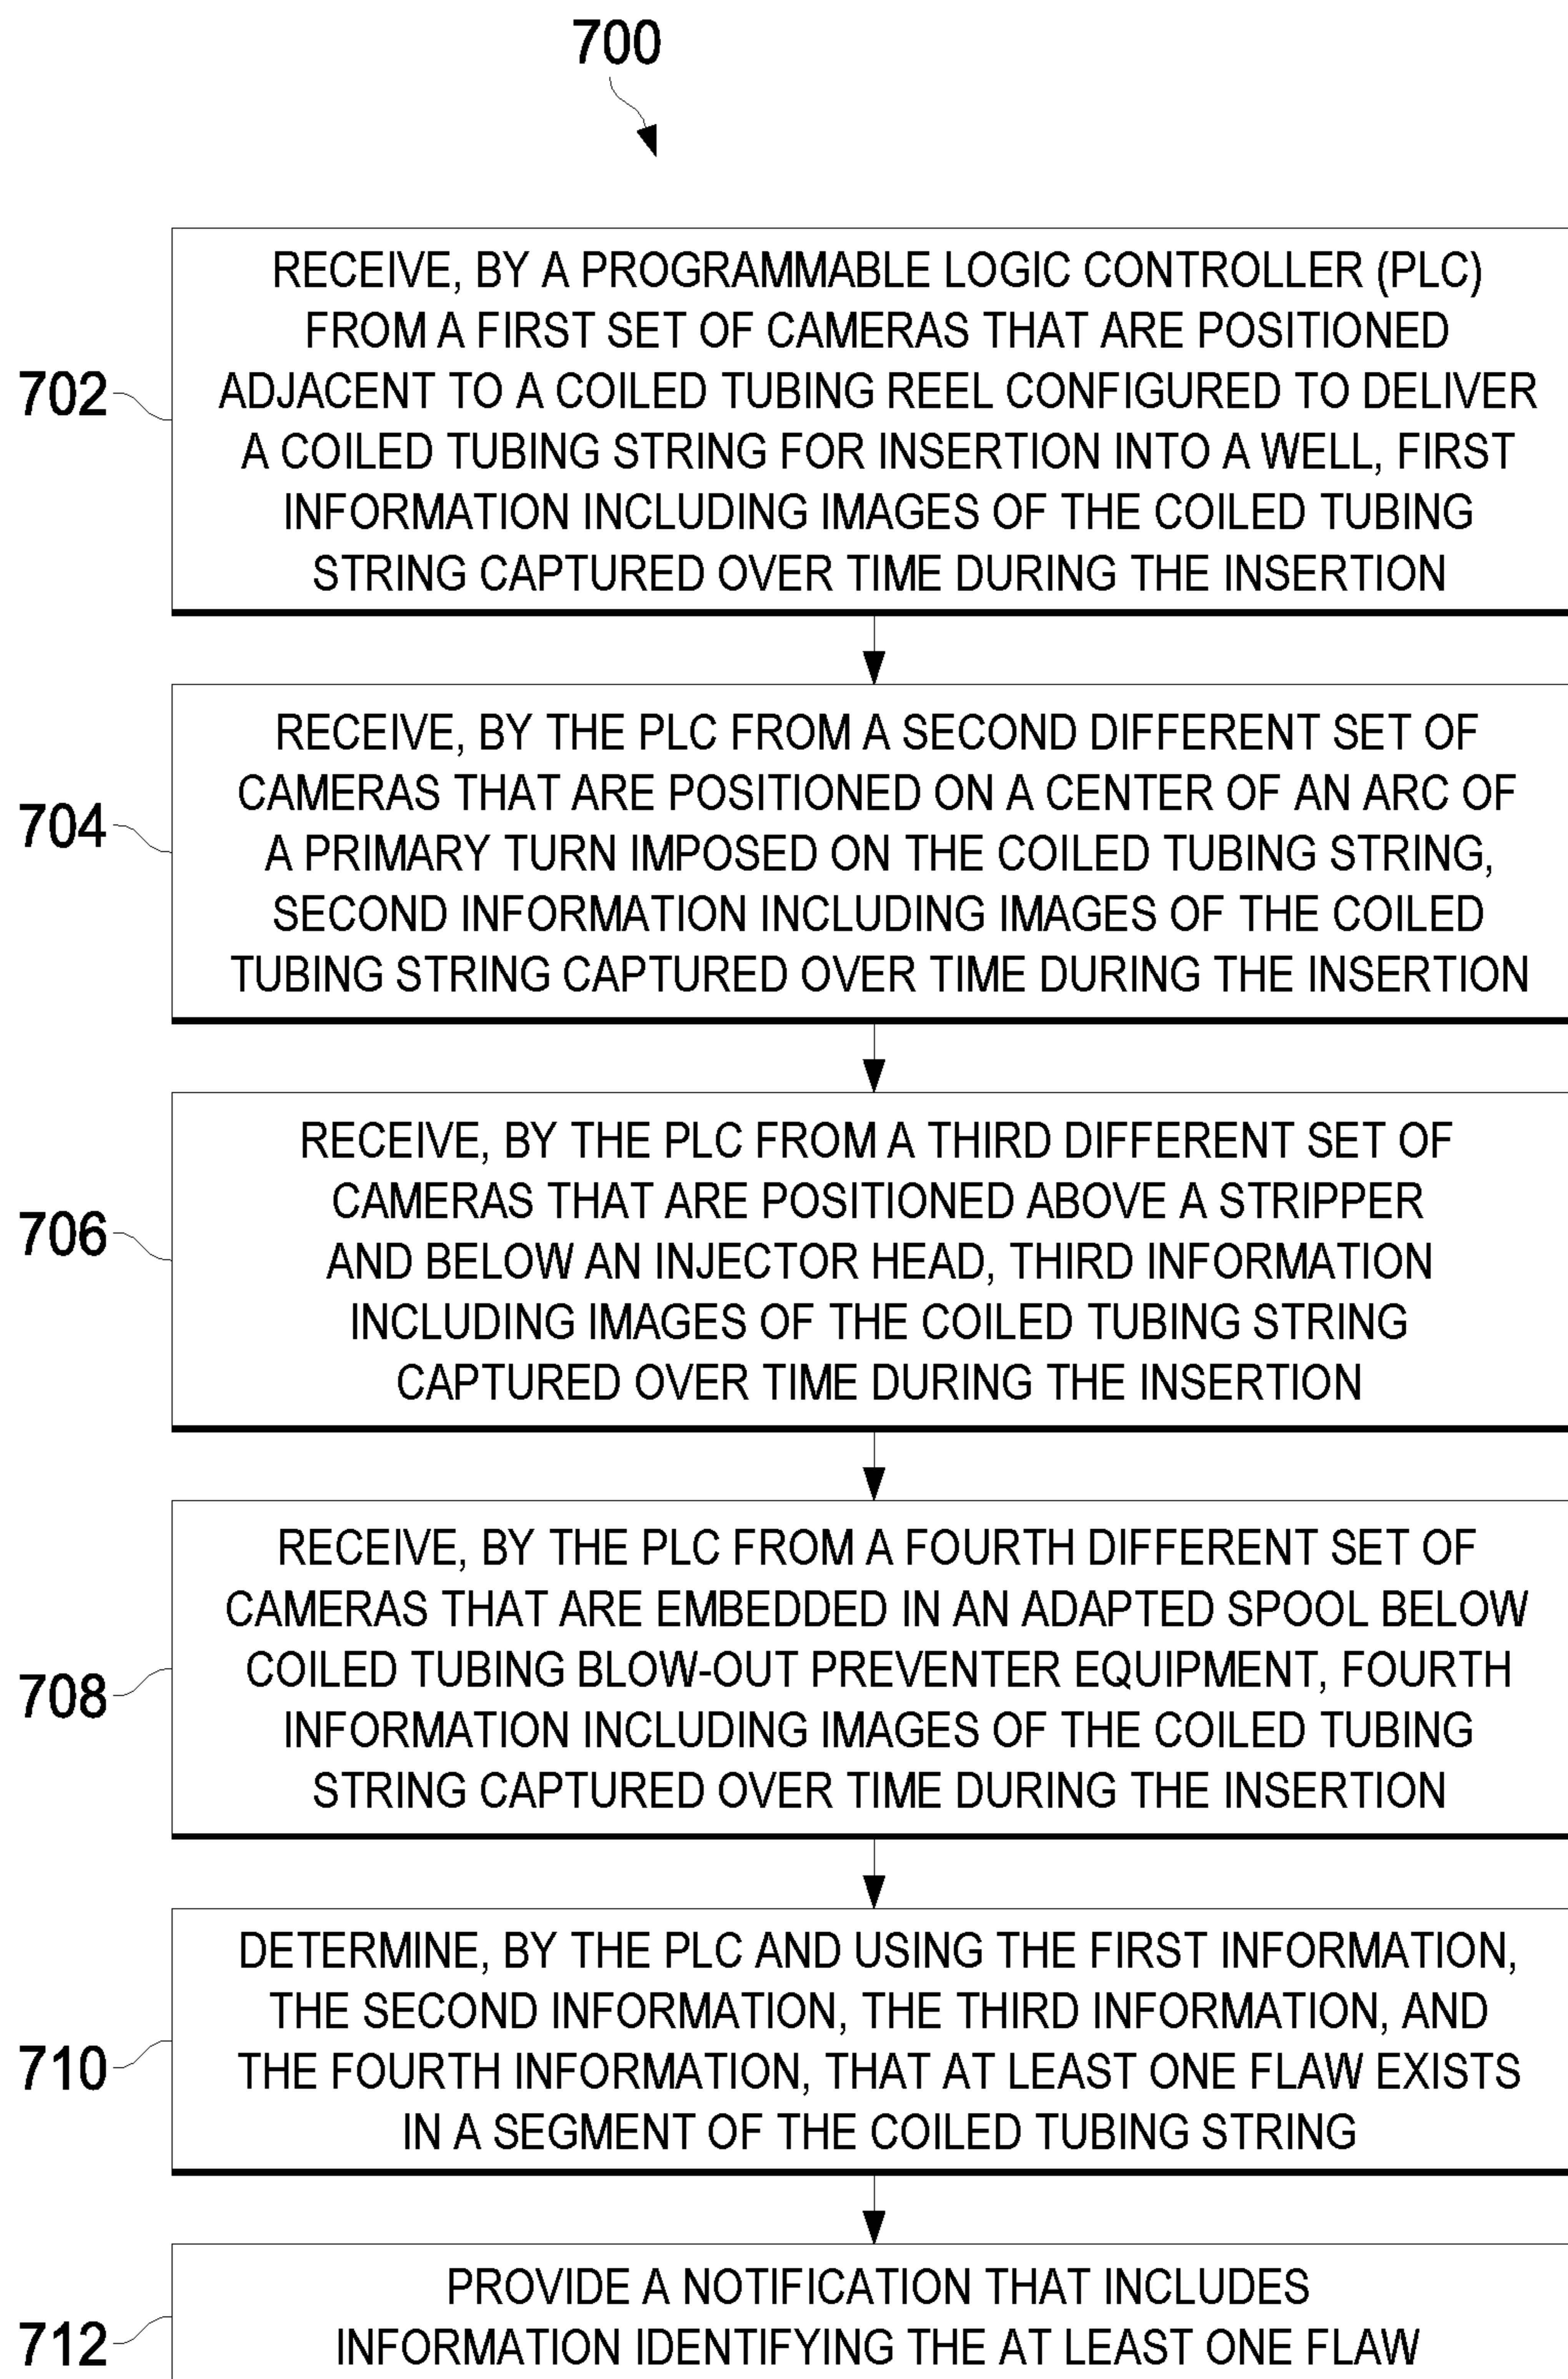 700
702
RECEIVE, BY A PROGRAMMABLE LOGIC CONTROLLER (PLC)
FROM A FIRST SET OF CAMERAS THAT ARE POSITIONED
ADJACENT TO A COILED TUBING REEL CONFIGURED TO DELIVER
A COILED TUBING STRING FOR INSERTION INTO A WELL, FIRST
INFORMATION INCLUDING IMAGES OF THE COILED TUBING
STRING CAPTURED OVER TIME DURING THE INSERTION
704
RECEIVE, BY THE PLC FROM A SECOND DIFFERENT SET OF
CAMERAS THAT ARE POSITIONED ON A CENTER OF AN ARC OF
A PRIMARY TURN IMPOSED ON THE COILED TUBING STRING,
SECOND INFORMATION INCLUDING IMAGES OF THE COILED
TUBING STRING CAPTURED OVER TIME DURING THE INSERTION
706
RECEIVE, BY THE PLC FROM A THIRD DIFFERENT SET OF
CAMERAS THAT ARE POSITIONED ABOVE A STRIPPER
AND BELOW AN INJECTOR HEAD, THIRD INFORMATION
INCLUDING IMAGES OF THE COILED TUBING STRING
CAPTURED OVER TIME DURING THE INSERTION
708
RECEIVE, BY THE PLC FROM A FOURTH DIFFERENT SET OF
CAMERAS THAT ARE EMBEDDED IN AN ADAPTED SPOOL BELOW
COILED TUBING BLOW-OUT PREVENTER EQUIPMENT, FOURTH
INFORMATION INCLUDING IMAGES OF THE COILED TUBING
STRING CAPTURED OVER TIME DURING THE INSERTION
710
DETERMINE, BY THE PLC AND USING THE FIRST INFORMATION,
THE SECOND INFORMATION, THE THIRD INFORMATION, AND
THE FOURTH INFORMATION, THAT AT LEAST ONE FLAW EXISTS
IN A SEGMENT OF THE COILED TUBING STRING
712
PROVIDE A NOTIFICATION THAT INCLUDES
INFORMATION IDENTIFYING THE AT LEAST ONE FLAW